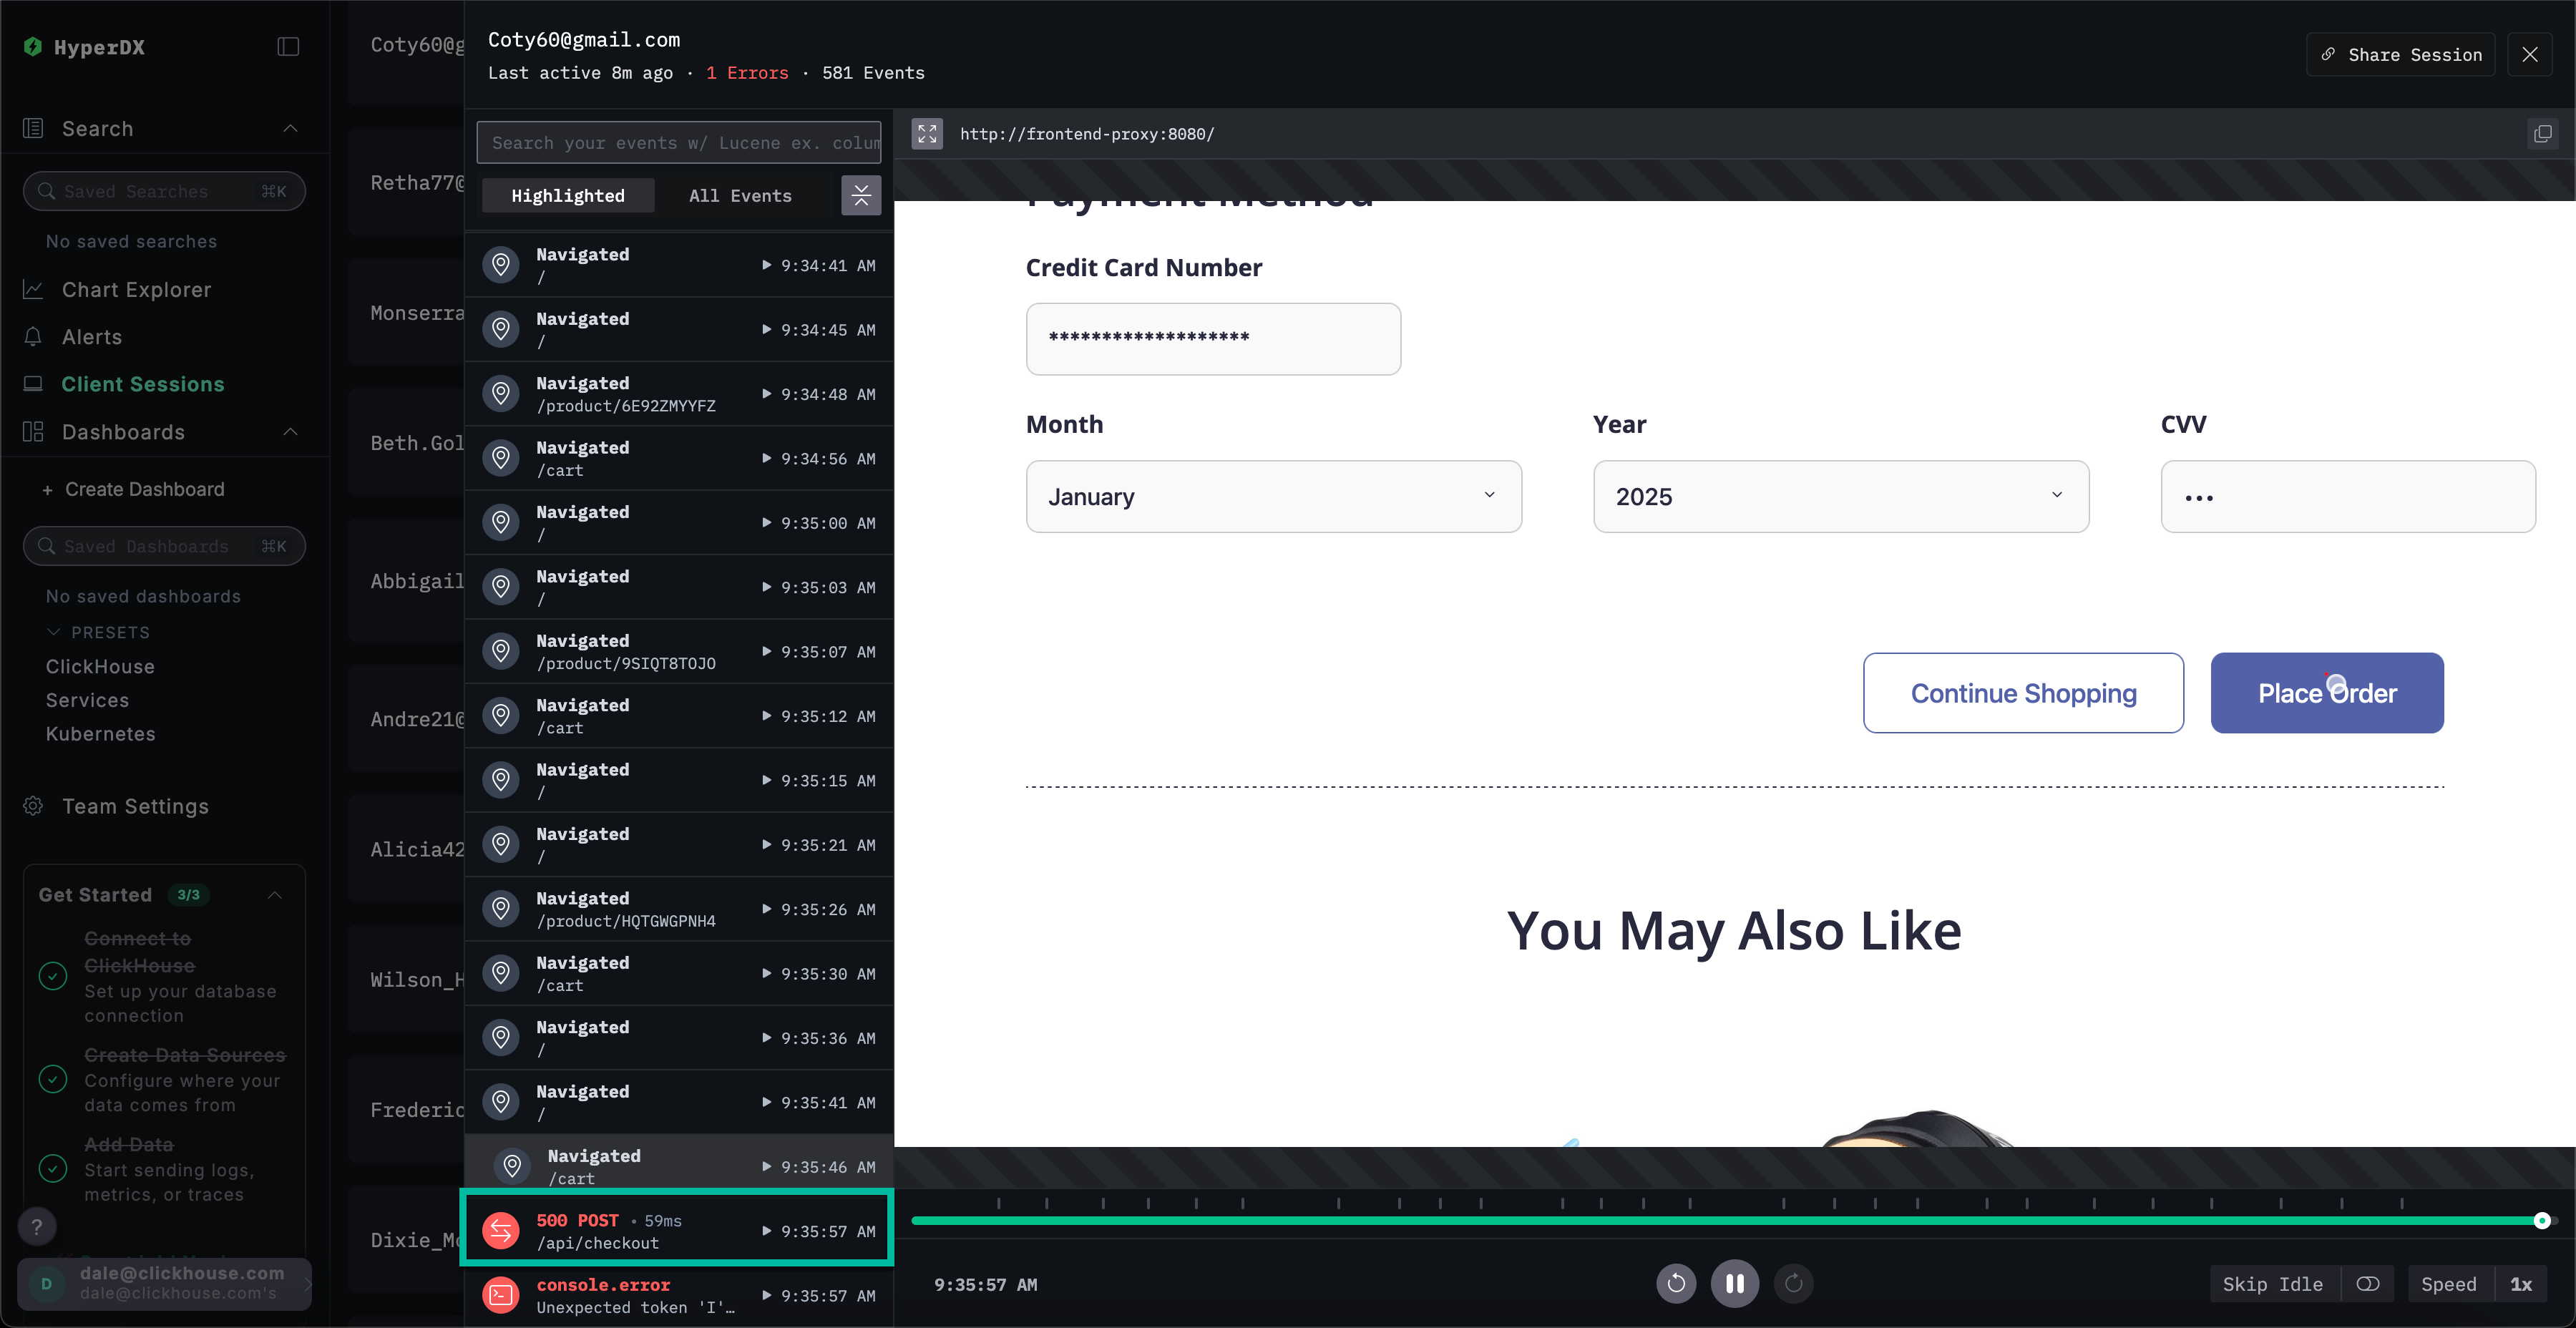 HyperDX
Search
Saved Searches ⌘K
No saved searches
Chart Explorer
Alerts
Client Sessions
Dashboards
+ Create Dashboard
Saved Dashboards ⌘K
No saved dashboards
PRESETS
ClickHouse
Services
Kubernetes
Team Settings
Get Started 3/3
Connect to
ClickHouse
Set up your database
connection
Create Data Sources
Configure where your
data comes from
Add Data
Start sending logs,
metrics, or traces
?
D
dale@clickhouse.com
dale@clickhouse.com's
Coty60@g
Retha77@
Monserra
Beth.Gol
Abbigail
Andre21@
Alicia42
Wilson_H
Frederic
Dixie_Mo
Coty60@gmail.com
Last active 8m ago · 1 Errors · 581 Events
Share Session
Search your events w/ Lucene ex. colum
Highlighted All Events
Navigated
/
9:34:41 AM
Navigated
/
9:34:45 AM
Navigated
/product/6E92ZMYYFZ
9:34:48 AM
Navigated
/cart
9:34:56 AM
Navigated
/
9:35:00 AM
Navigated
/
9:35:03 AM
Navigated
/product/9SIQT8TOJO
9:35:07 AM
Navigated
/cart
9:35:12 AM
Navigated
/
9:35:15 AM
Navigated
/
9:35:21 AM
Navigated
/product/HQTGWGPNH4
9:35:26 AM
Navigated
/cart
9:35:30 AM
Navigated
/
9:35:36 AM
Navigated
/
9:35:41 AM
Navigated
/cart
9:35:46 AM
500 POST · 59ms
/api/checkout
9:35:57 AM
console.error
Unexpected token 'I'…
9:35:57 AM
http://frontend-proxy:8080/
Payment Method
Credit Card Number
*******************
Month
January
Year
2025
CVV
•••
Continue Shopping
Place Order
You May Also Like
9:35:57 AM
Skip Idle
Speed 1x